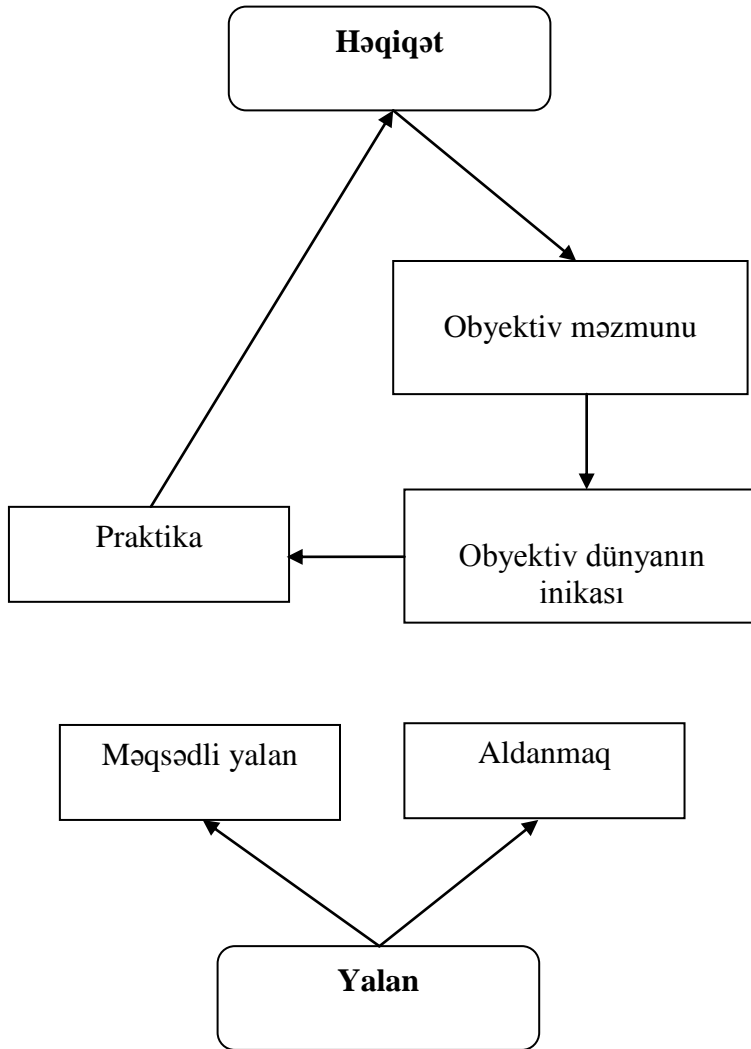 Həqiqət
Obyektiv məzmunu
Praktika
Obyektiv dünyanın
inikası
Məqsədli yalan
Aldanmaq
Yalan